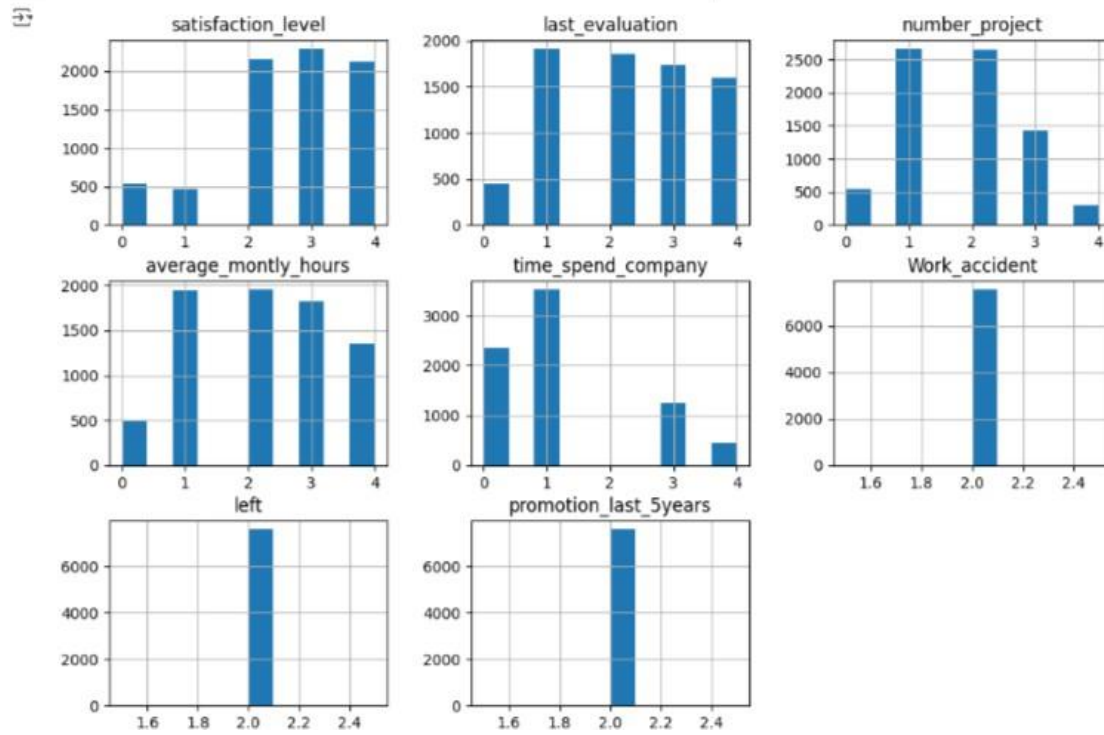 satisfaction_level
2000
1500
1000
500
0
0 1 2 3 4
last_evaluation
2000
1500
1000
500
0
0 1 2 3 4
number_project
2500
2000
1500
1000
500
0
0 1 2 3 4
average_montly_hours
2000
1500
1000
500
0
0 1 2 3 4
time_spend_company
3000
2000
1000
0
0 1 2 3 4
Work_accident
6000
4000
2000
0
1.6 1.8 2.0 2.2 2.4
left
6000
4000
2000
0
1.6 1.8 2.0 2.2 2.4
promotion_last_5years
6000
4000
2000
0
1.6 1.8 2.0 2.2 2.4